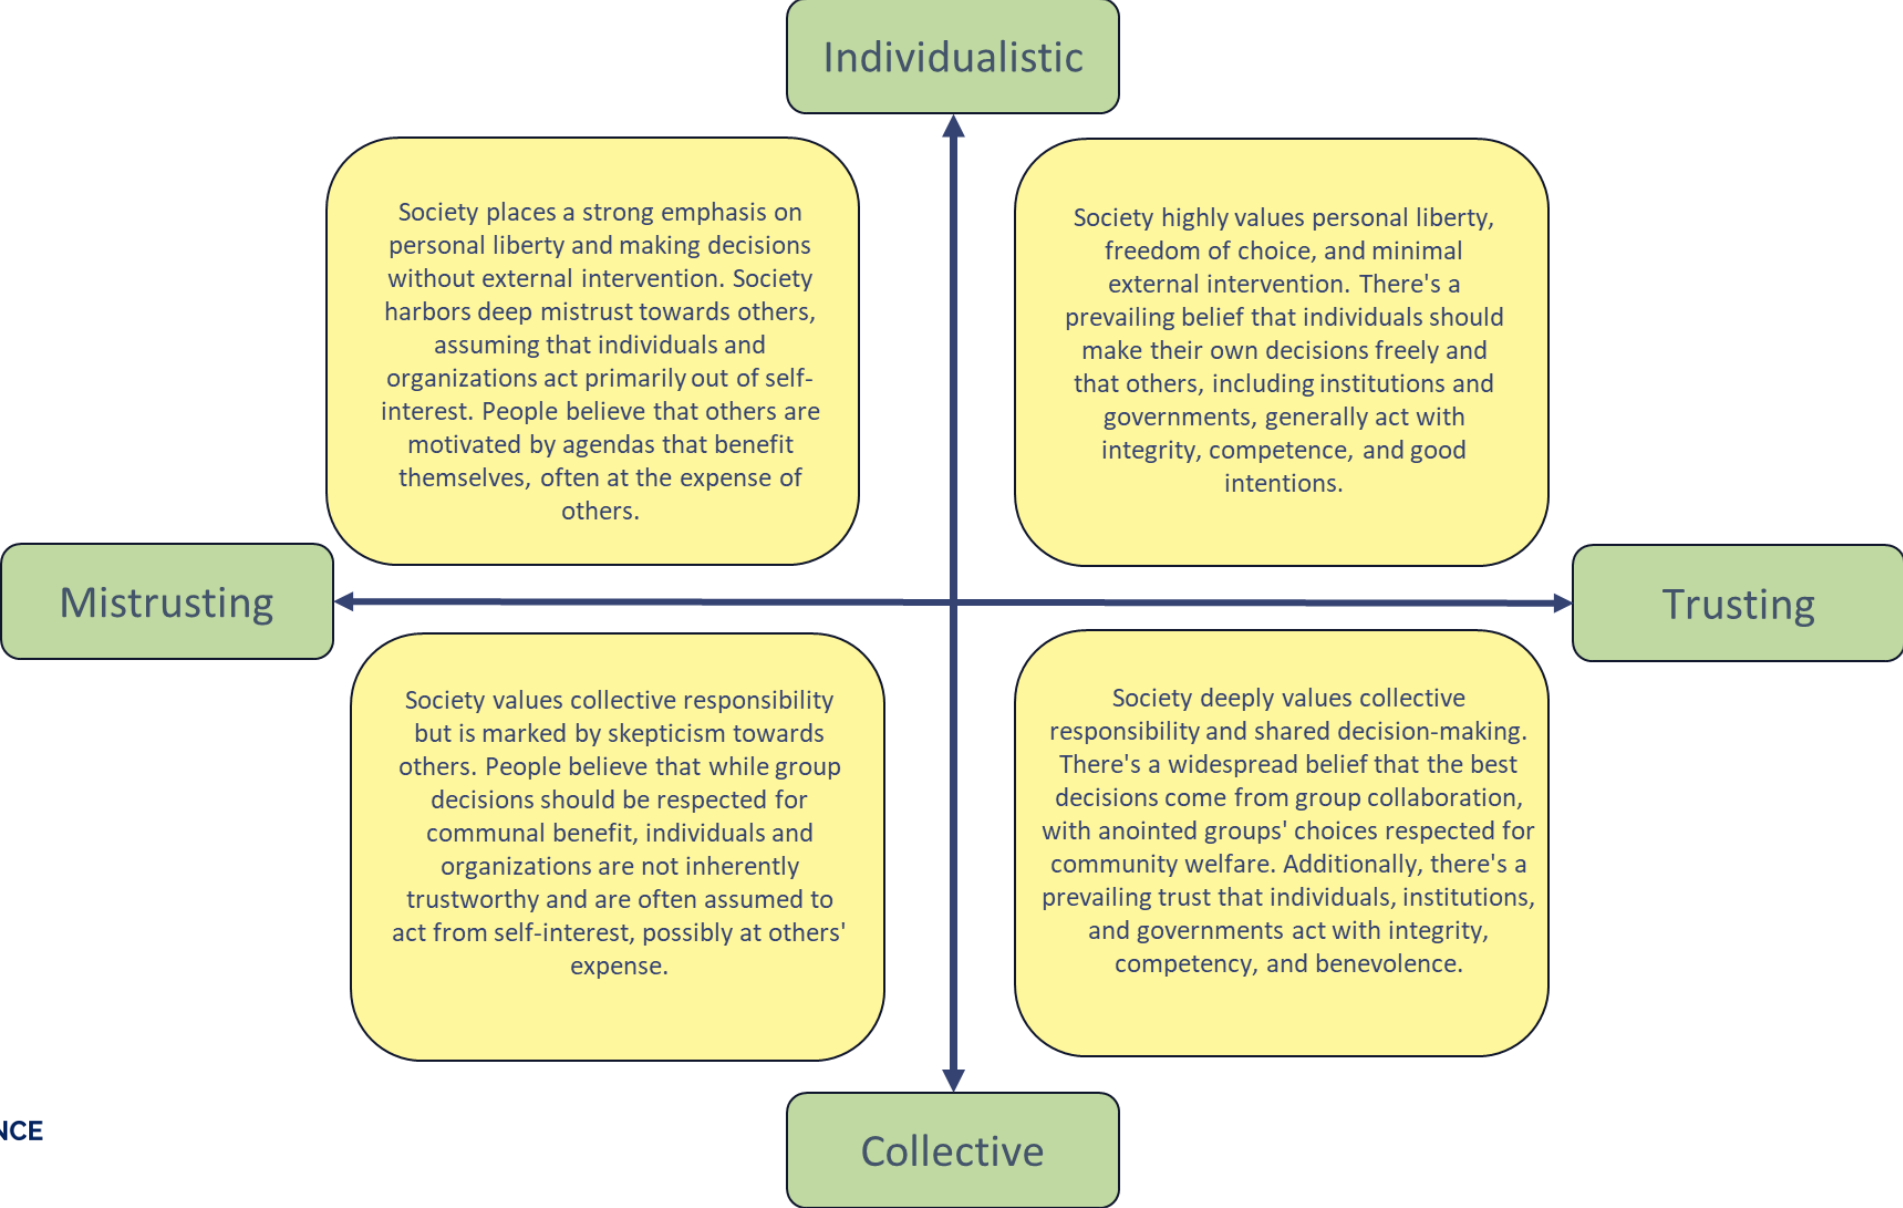 Individualistic
Society places a strong emphasis on
personal liberty and making decisions
without external intervention. Society
harbors deep mistrust towards others,
assuming that individuals and
organizations act primarily out of self-
interest. People believe that others are
motivated by agendas that benefit
themselves, often at the expense of
others.
Society highly values personal liberty,
freedom of choice, and minimal
external intervention. There's a
prevailing belief that individuals should
make their own decisions freely and
that others, including institutions and
governments, generally act with
integrity, competence, and good
intentions.
Mistrusting
Trusting
Society values collective responsibility
but is marked by skepticism towards
others. People believe that while group
decisions should be respected for
communal benefit, individuals and
organizations are not inherently
trustworthy and are often assumed to
act from self-interest, possibly at others'
expense.
Society deeply values collective
responsibility and shared decision-making.
There's a widespread belief that the best
decisions come from group collaboration,
with anointed groups' choices respected for
community welfare. Additionally, there's a
prevailing trust that individuals, institutions,
and governments act with integrity,
competency, and benevolence.
NCE
Collective